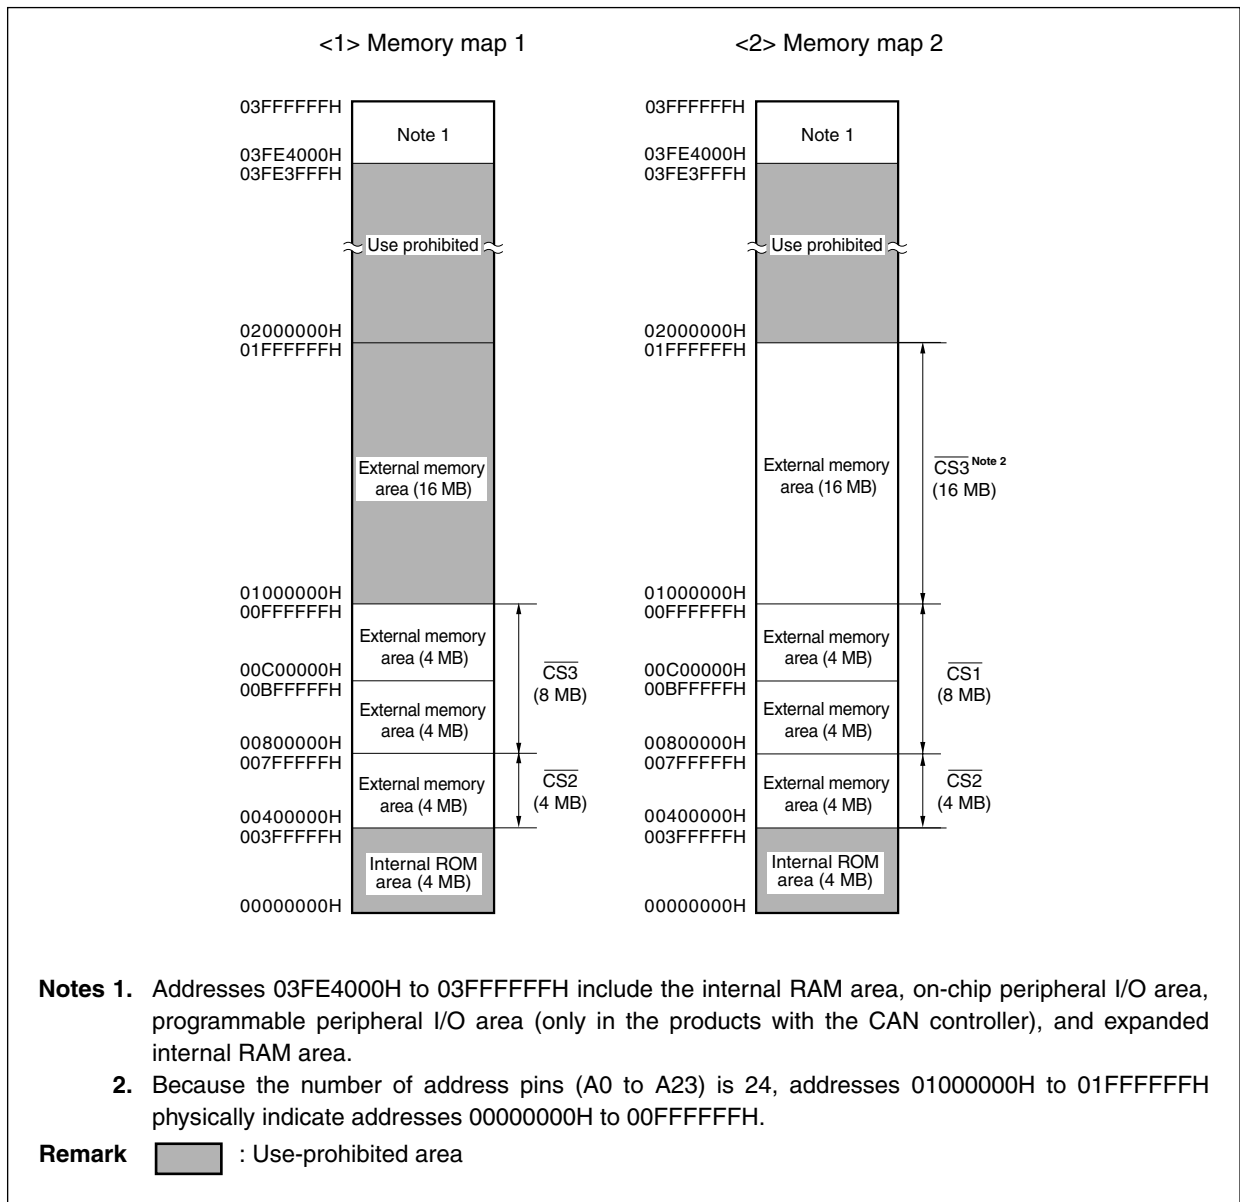 <1> Memory map 1
<2> Memory map 2
03FFFFFFH
Note 1
03FE4000H
03FE3FFFH
Use prohibited
02000000H
01FFFFFFH
External memory
area (16 MB)
01000000H
00FFFFFFH
External memory
area (4 MB)
00C00000H
00BFFFFFH
External memory
area (4 MB)
00800000H
007FFFFFH
External memory
area (4 MB)
00400000H
003FFFFFH
Internal ROM
area (4 MB)
00000000H
CS3
(8 MB)
CS2
(4 MB)
03FFFFFFH
Note 1
03FE4000H
03FE3FFFH
Use prohibited
02000000H
01FFFFFFH
External memory
area (16 MB)
01000000H
00FFFFFFH
External memory
area (4 MB)
00C00000H
00BFFFFFH
External memory
area (4 MB)
00800000H
007FFFFFH
External memory
area (4 MB)
00400000H
003FFFFFH
Internal ROM
area (4 MB)
00000000H
CS3 Note 2
(16 MB)
CS1
(8 MB)
CS2
(4 MB)
Notes 1. Addresses 03FE4000H to 03FFFFFFH include the internal RAM area, on-chip peripheral I/O area,
programmable peripheral I/O area (only in the products with the CAN controller), and expanded
internal RAM area.
2. Because the number of address pins (A0 to A23) is 24, addresses 01000000H to 01FFFFFFH
physically indicate addresses 00000000H to 00FFFFFFH.
Remark : Use-prohibited area